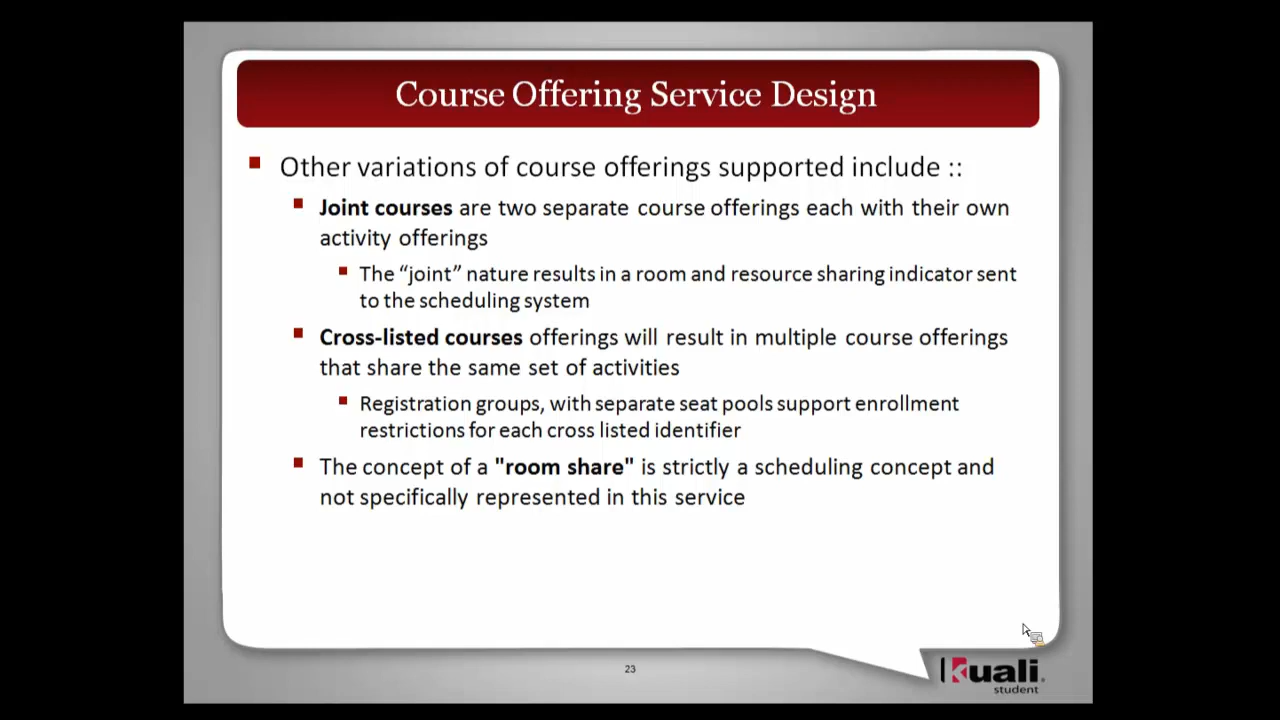 Course Offering Service Design
Other variations of course offerings supported include ::
Joint courses are two separate course offerings each with their own
activity offerings
The “joint” nature results in a room and resource sharing indicator sent
to the scheduling system
Cross-listed courses offerings will result in multiple course offerings
that share the same set of activities
Registration groups, with separate seat pools support enrollment
restrictions for each cross listed identifier
The concept of a "room share" is strictly a scheduling concept and
not specifically represented in this service
23
Kuali
student